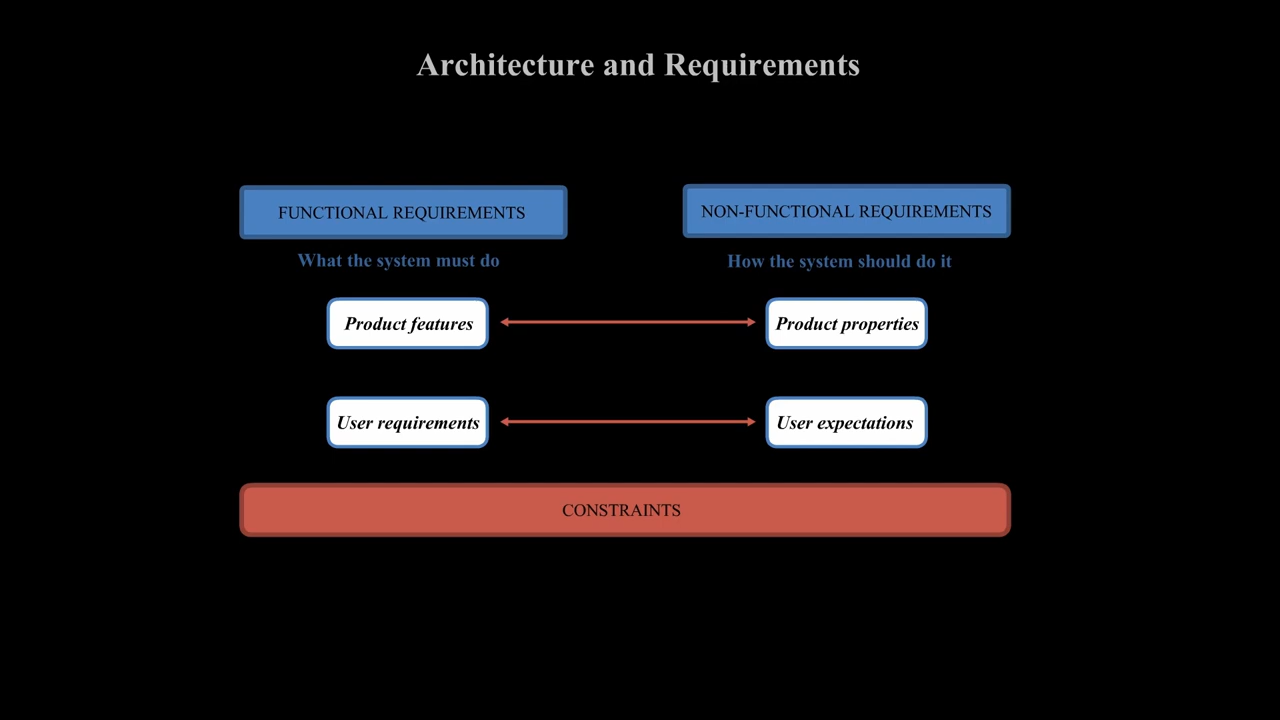 Architecture and Requirements
FUNCTIONAL REQUIREMENTS
NON-FUNCTIONAL REQUIREMENTS
What the system must do
How the system should do it
Product features
Product properties
User requirements
User expectations
CONSTRAINTS